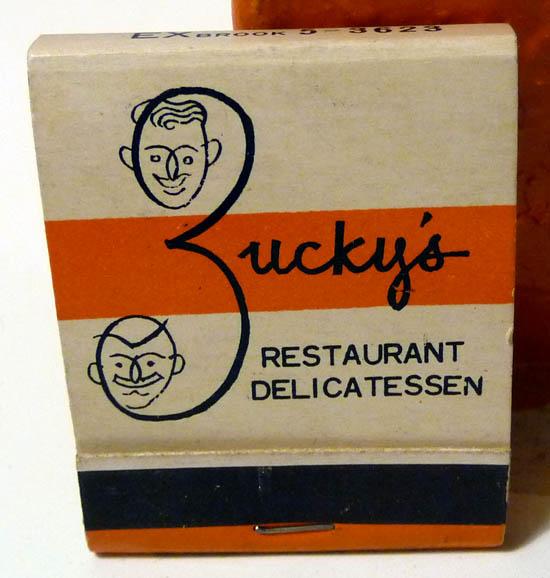 EXBROOK 5-3623
Zucky's
RESTAURANT
DELICATESSEN